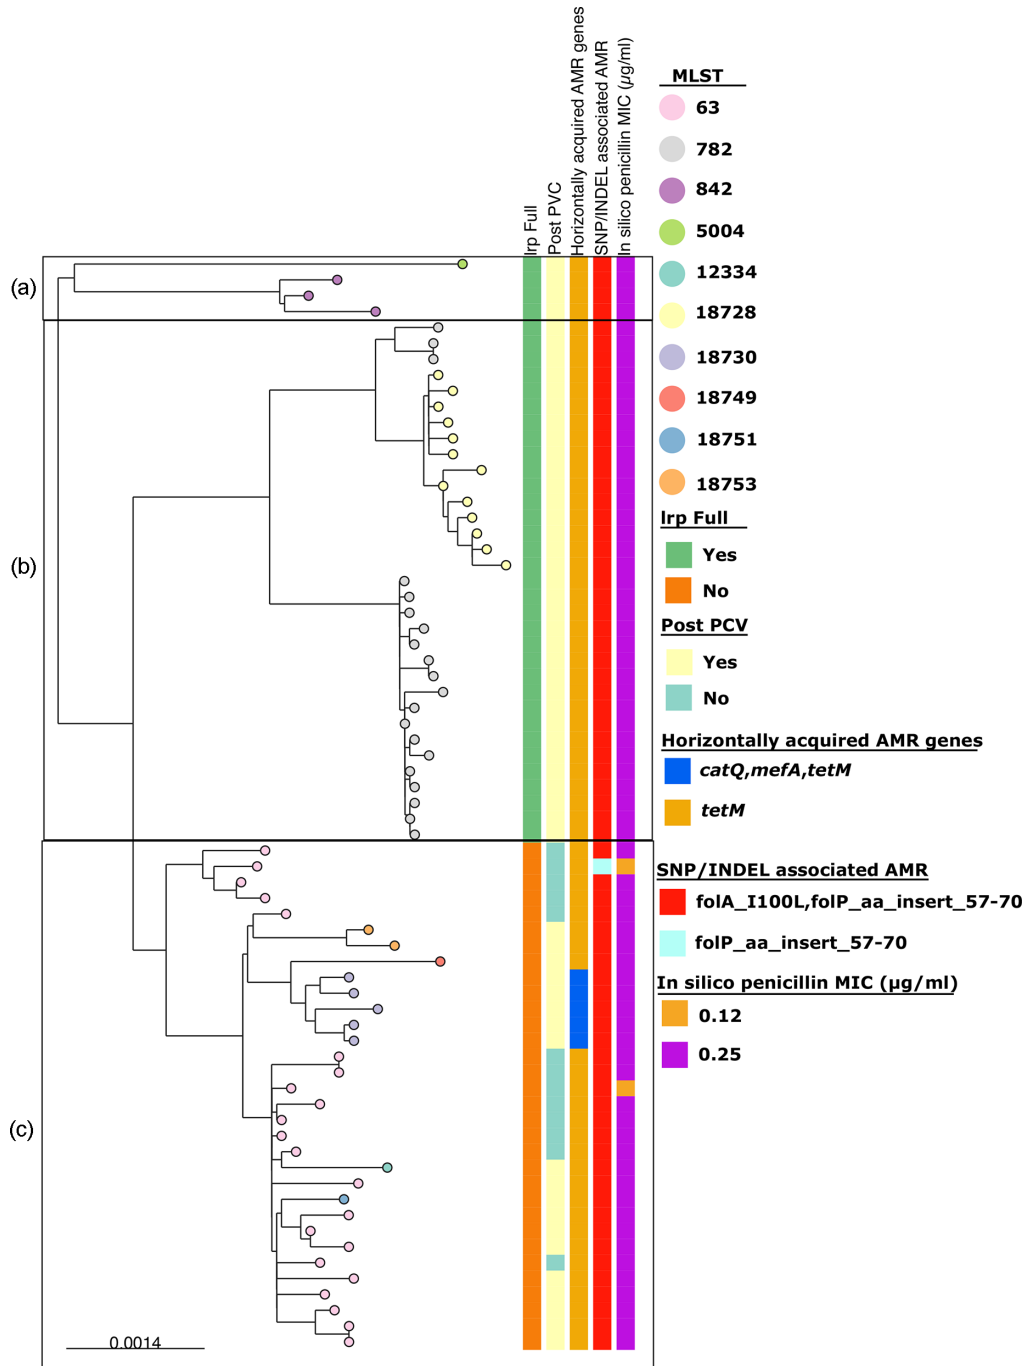 lrp Full
Post PVC
Horizontally acquired AMR genes
SNP/INDEL associated AMR
In silico penicillin MIC (µg/ml)
MLST
63
782
842
5004
12334
18728
18730
18749
18751
18753
lrp Full
Yes
No
Post PCV
Yes
No
Horizontally acquired AMR genes
catQ,mefA,tetM
tetM
SNP/INDEL associated AMR
folA_I100L,folP_aa_insert_57-70
folP_aa_insert_57-70
In silico penicillin MIC (µg/ml)
0.12
0.25
(a)
(b)
(c)
0.0014